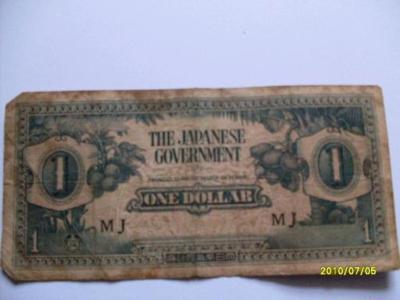 THE JAPANESE
GOVERNMENT
1
1
ONE DOLLAR
MJ
MJ
1
1
2010/07/05